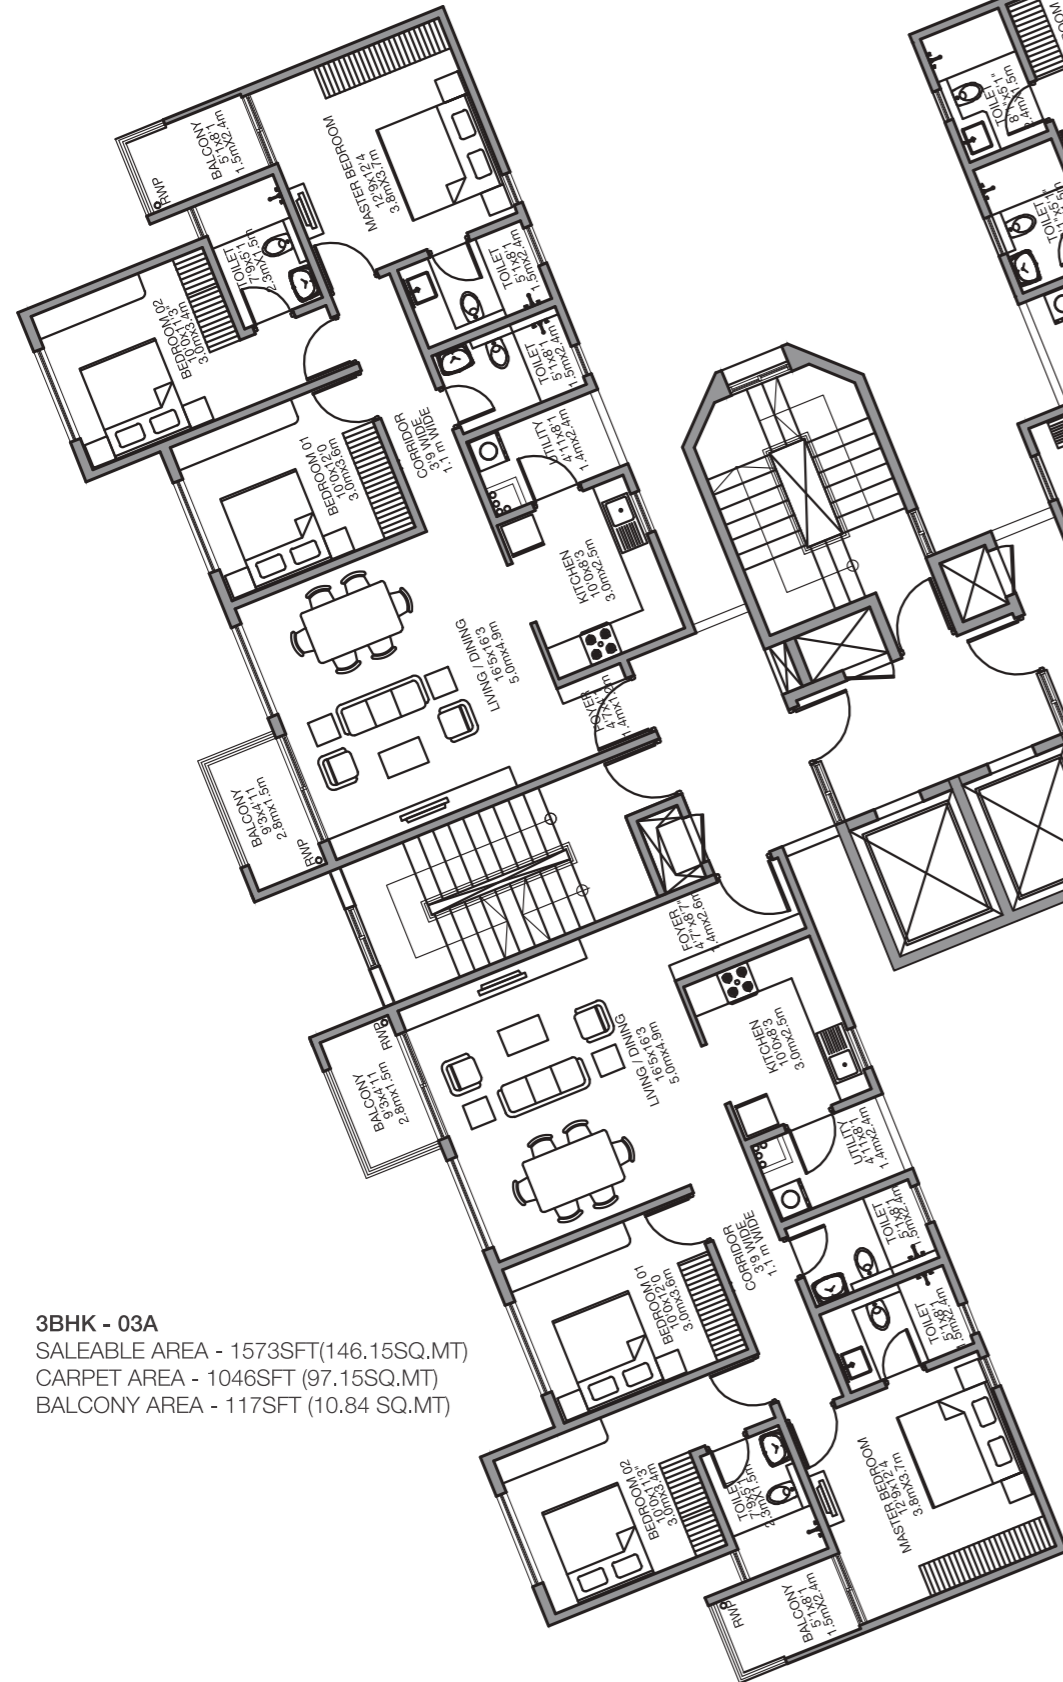 BALCONY
5'1x8'1
1.5mx2.4m
RWP
MASTER BEDROOM
12'9x12'4
3.8mx3.7m
TOILET
7'9x5'1
2.3mX1.5m
BEDROOM 02
10'0x11'3"
3.0mx3.4m
TOILET
5'1x8'1
1.5mx2.4m
TOILET
5'1x8'1
1.5mx2.4m
BEDROOM 01
10'0x12'0
3.0mx3.6m
CORRIDOR
3'9 WIDE
1.1 m WIDE
UTILITY
4'11x8'1
1.4mx2.4m
KITCHEN
10'0x8'3
3.0mx2.5m
LIVING / DINING
16'5x16'3
5.0mx4.9m
FOYER
BALCONY
9'3x4'11
2.8mx1.5m
RWP
TOILET
TOILET
FOYER
4'7"x8'7"
1.4mx2.6m
RWP
BALCONY
9'3x4'11
2.8mx1.5m
LIVING / DINING
16'5x16'3
5.0mx4.9m
KITCHEN
10'0x8'3
3.0mx2.5m
UTILITY
4'11x8'1
1.4mx2.4m
TOILET
5'1x8'1
1.5mx2.4m
CORRIDOR
3'9 WIDE
1.1 m WIDE
BEDROOM 01
10'0x12'0
3.0mx3.6m
TOILET
5'1x8'1
1.5mx2.4m
3BHK - 03A
SALEABLE AREA - 1573SFT(146.15SQ.MT)
CARPET AREA - 1046SFT (97.15SQ.MT)
BALCONY AREA - 117SFT (10.84 SQ.MT)
BEDROOM 02
10'0x11'3"
3.0mx3.4m
TOILET
7'9x5'1
2.3mX1.5m
MASTER BEDROOM
12'9x12'4
3.8mx3.7m
RWP
BALCONY
5'1x8'1
1.5mx2.4m